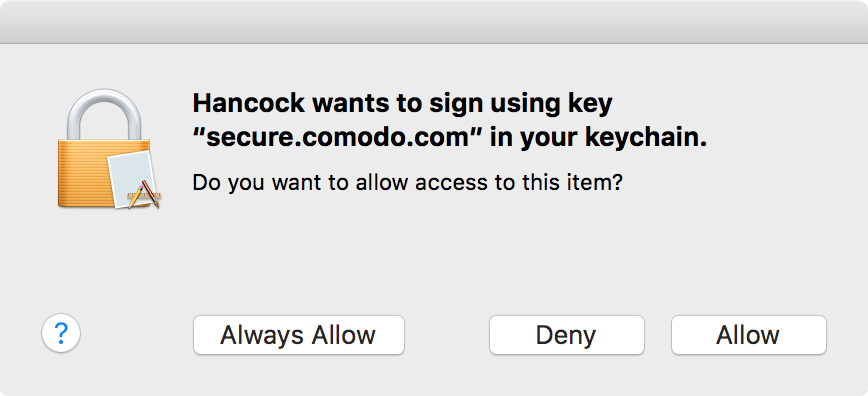 Hancock wants to sign using key
“secure.comodo.com” in your keychain.
Do you want to allow access to this item?
?
Always Allow
Deny
Allow